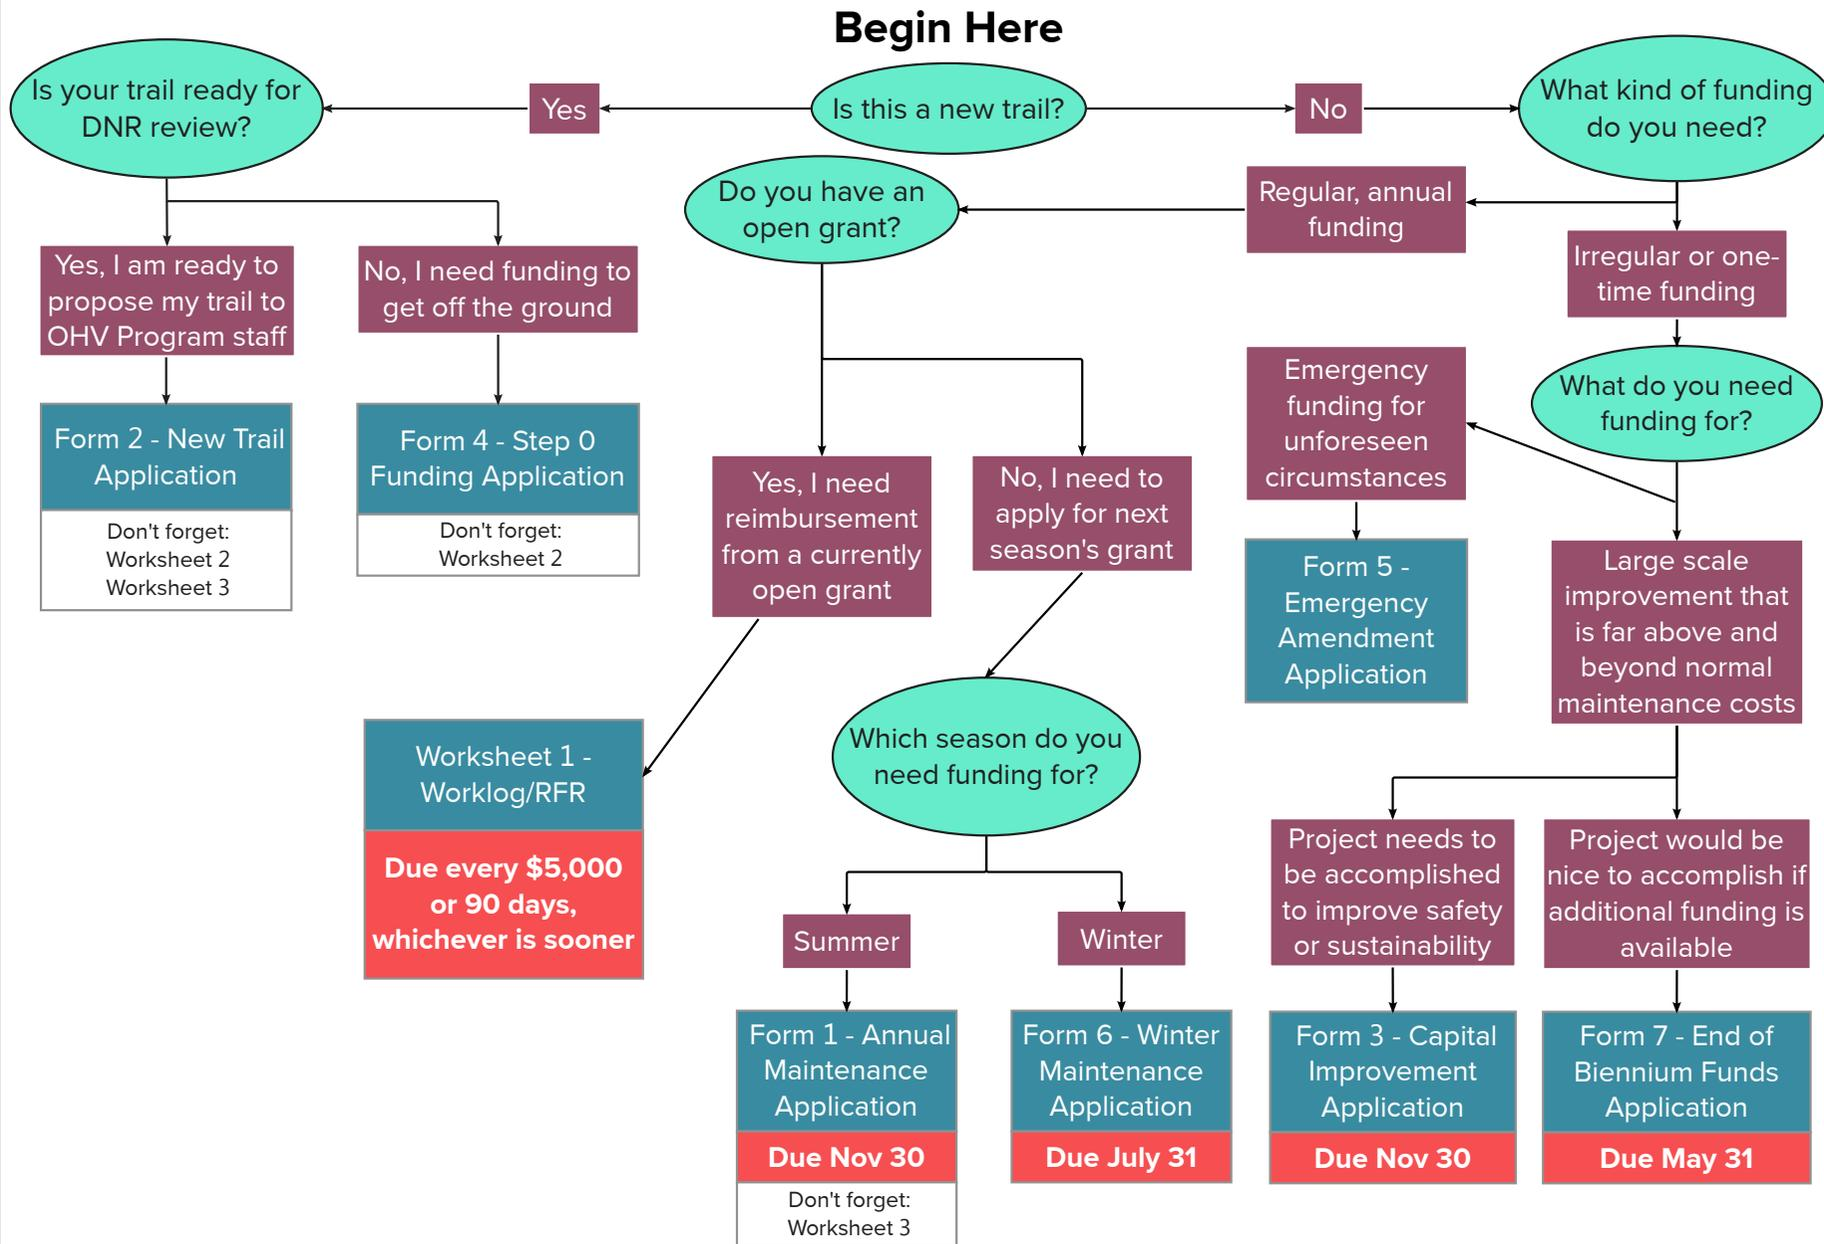 Begin Here
Is your trail ready for
DNR review?
Yes
Is this a new trail?
No
What kind of funding
do you need?
Do you have an
open grant?
Regular, annual
funding
Yes, I am ready to
propose my trail to
OHV Program staff
No, I need funding to
get off the ground
Irregular or one-
time funding
Emergency
funding for
unforeseen
circumstances
What do you need
funding for?
Form 2 - New Trail
Application
Don't forget:
Worksheet 2
Worksheet 3
Form 4 - Step 0
Funding Application
Don't forget:
Worksheet 2
Yes, I need
reimbursement
from a currently
open grant
No, I need to
apply for next
season's grant
Form 5 -
Emergency
Amendment
Application
Large scale
improvement that
is far above and
beyond normal
maintenance costs
Worksheet 1 -
Worklog/RFR
Due every $5,000
or 90 days,
whichever is sooner
Which season do you
need funding for?
Summer
Winter
Project needs to
be accomplished
to improve safety
or sustainability
Project would be
nice to accomplish if
additional funding is
available
Form 1 - Annual
Maintenance
Application
Due Nov 30
Don't forget:
Worksheet 3
Form 6 - Winter
Maintenance
Application
Due July 31
Form 3 - Capital
Improvement
Application
Due Nov 30
Form 7 - End of
Biennium Funds
Application
Due May 31